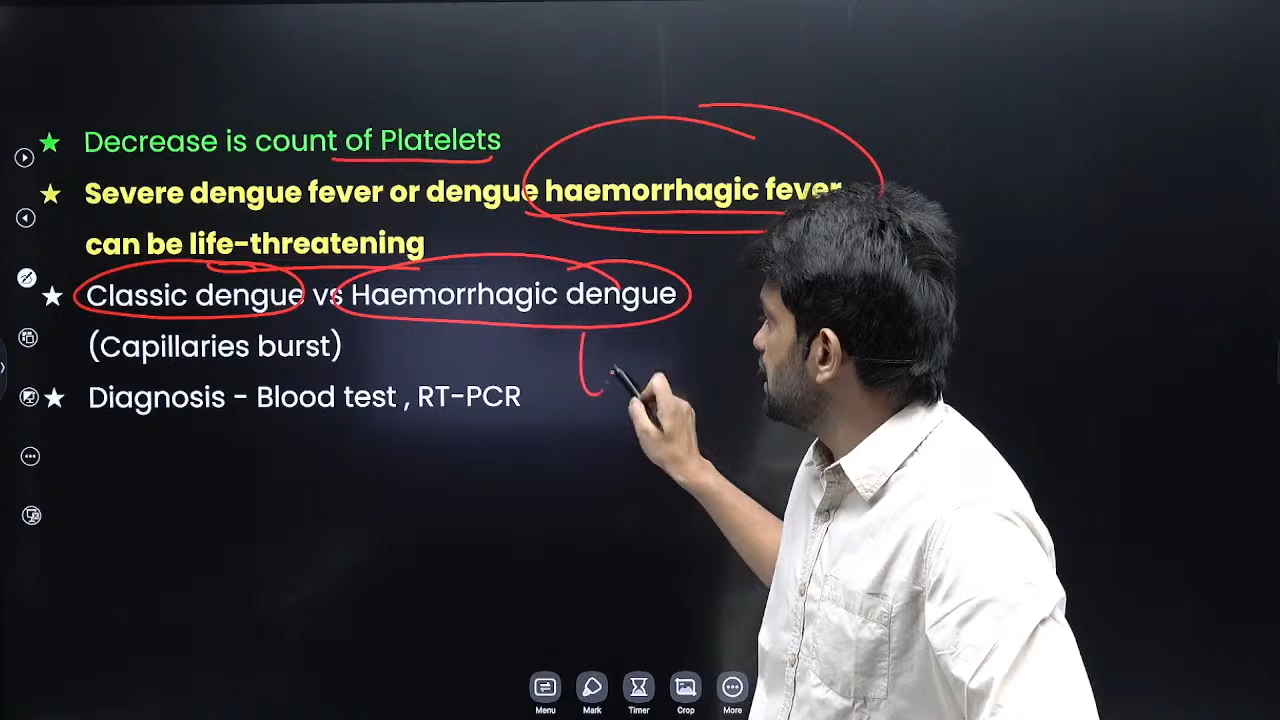 Decrease is count of Platelets
Severe dengue fever or dengue haemorrhagic fever
can be life-threatening
Classic dengue vs Haemorrhagic dengue
(Capillaries burst)
Diagnosis - Blood test , RT-PCR
Menu
Mark
Timer
Crop
More